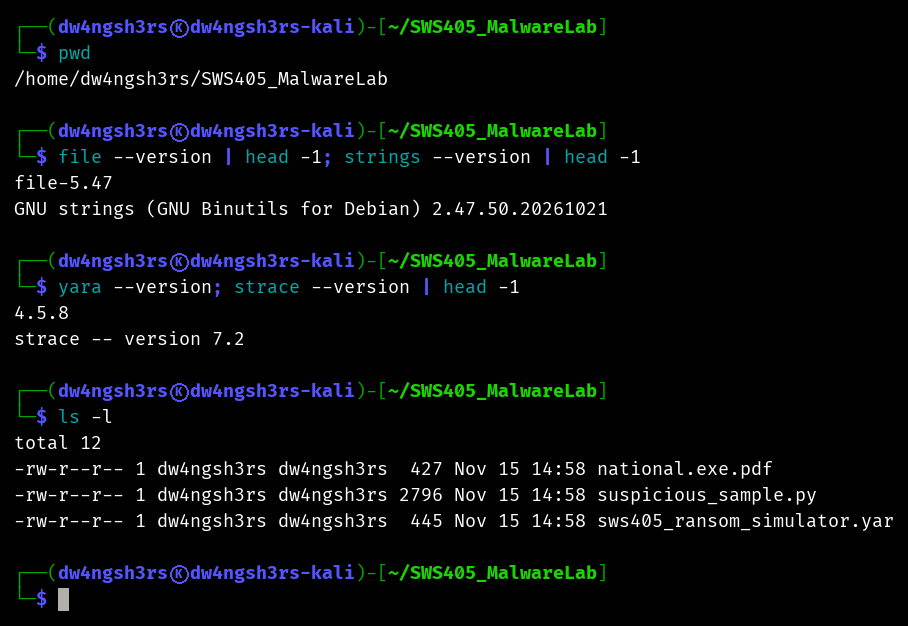 ┌──(dw4ngsh3rs㉿dw4ngsh3rs-kali)-[~/SWS405_MalwareLab]
└─$ pwd
/home/dw4ngsh3rs/SWS405_MalwareLab
┌──(dw4ngsh3rs㉿dw4ngsh3rs-kali)-[~/SWS405_MalwareLab]
└─$ file --version | head -1; strings --version | head -1
file-5.47
GNU strings (GNU Binutils for Debian) 2.47.50.20261021
┌──(dw4ngsh3rs㉿dw4ngsh3rs-kali)-[~/SWS405_MalwareLab]
└─$ yara --version; strace --version | head -1
4.5.8
strace -- version 7.2
┌──(dw4ngsh3rs㉿dw4ngsh3rs-kali)-[~/SWS405_MalwareLab]
└─$ ls -l
total 12
-rw-r--r-- 1 dw4ngsh3rs dw4ngsh3rs  427 Nov 15 14:58 national.exe.pdf
-rw-r--r-- 1 dw4ngsh3rs dw4ngsh3rs 2796 Nov 15 14:58 suspicious_sample.py
-rw-r--r-- 1 dw4ngsh3rs dw4ngsh3rs  445 Nov 15 14:58 sws405_ransom_simulator.yar
┌──(dw4ngsh3rs㉿dw4ngsh3rs-kali)-[~/SWS405_MalwareLab]
└─$